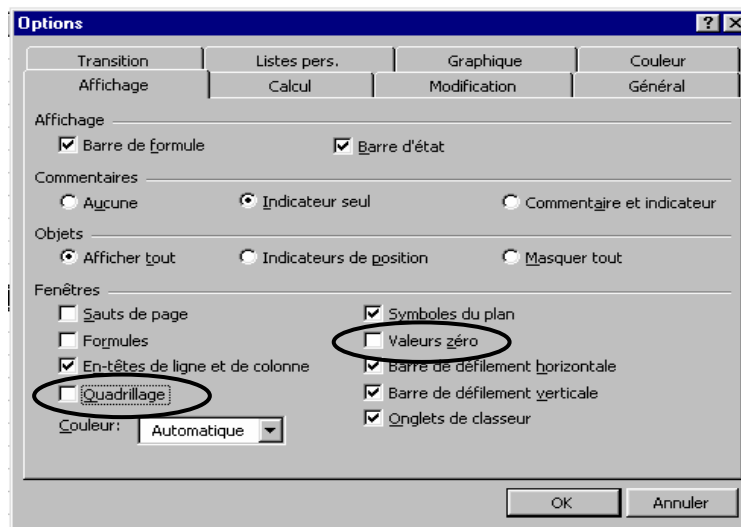 Options
Transition Listes pers. Graphique Couleur
Affichage Calcul Modification Général
Affichage
Barre de formule Barre d'état
Commentaires
Aucune Indicateur seul Commentaire et indicateur
Objets
Afficher tout Indicateurs de position Masquer tout
Fenêtres
Sauts de page Symboles du plan
Formules Valeurs zéro
En-têtes de ligne et de colonne Barre de défilement horizontale
Quadrillage Barre de défilement verticale
Couleur: Automatique Onglets de classeur
OK Annuler